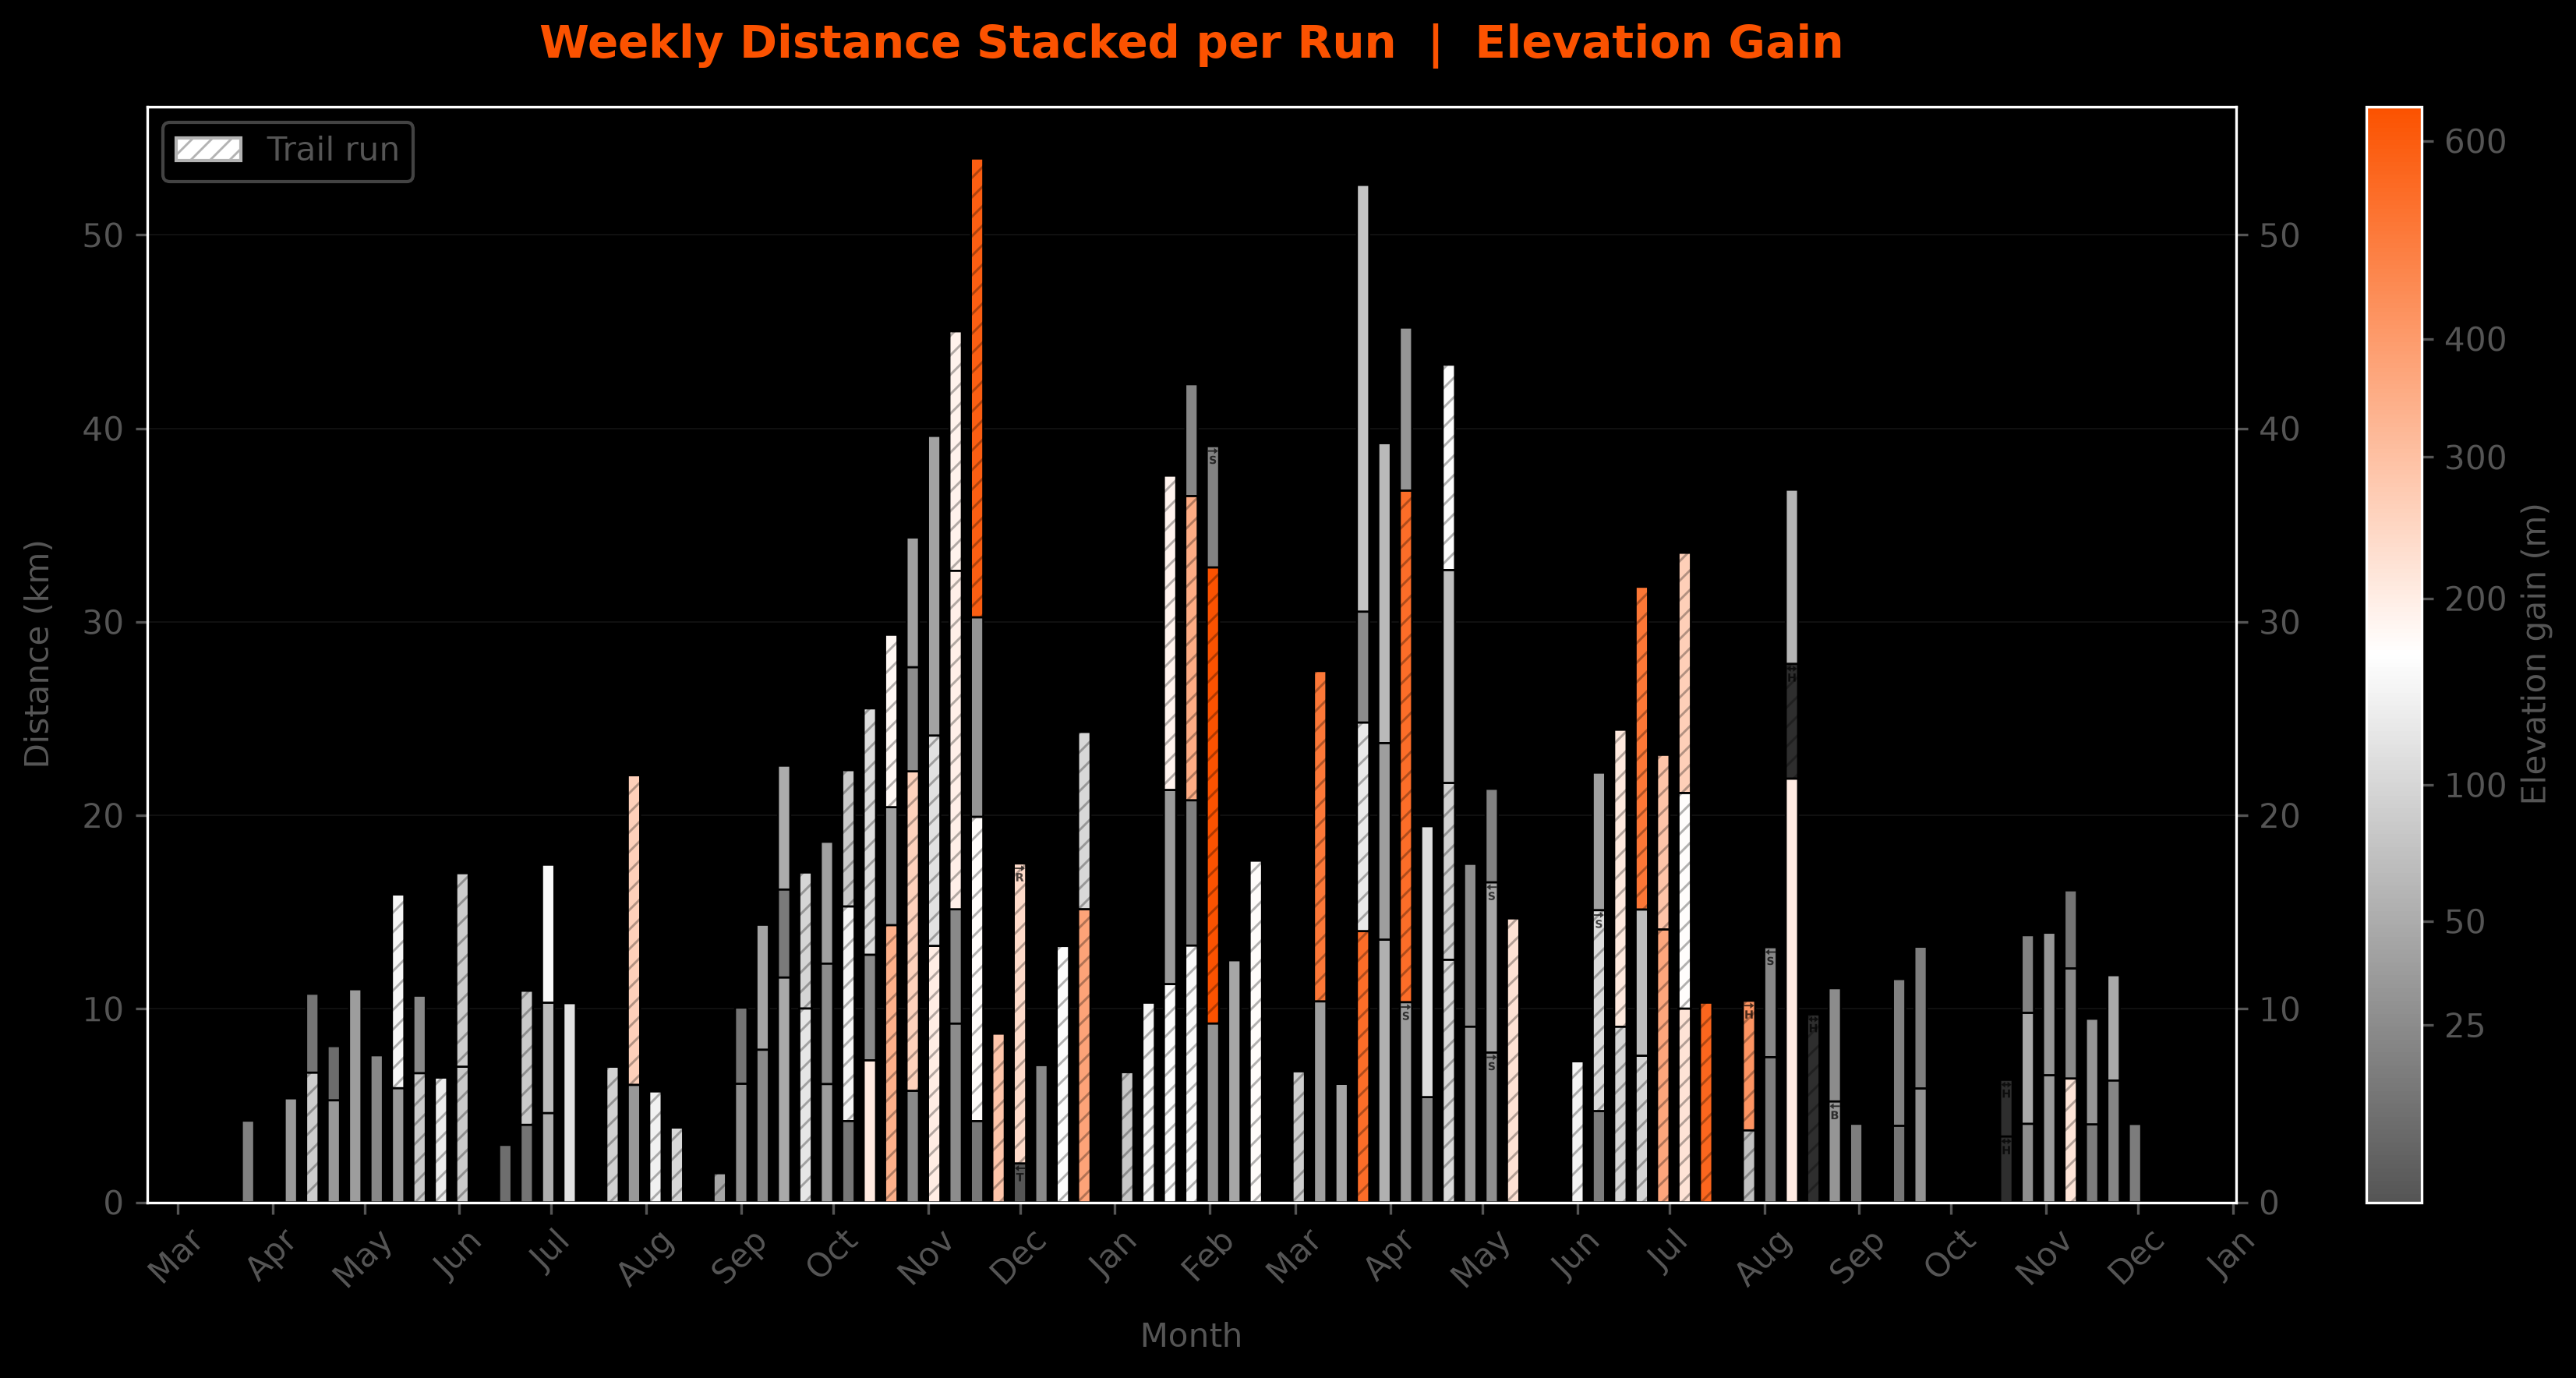 Weekly Distance Stacked per Run | Elevation Gain
Trail run
Distance (km)
50
40
30
20
10
0
50
40
30
20
10
0
600
400
300
200
100
50
25
Elevation gain (m)
R
T
S
S
S
S
S
S
H
S
H
H
B
H
H
Mar
Apr
May
Jun
Jul
Aug
Sep
Oct
Nov
Dec
Jan
Feb
Mar
Apr
May
Jun
Jul
Aug
Sep
Oct
Nov
Dec
Jan
Month